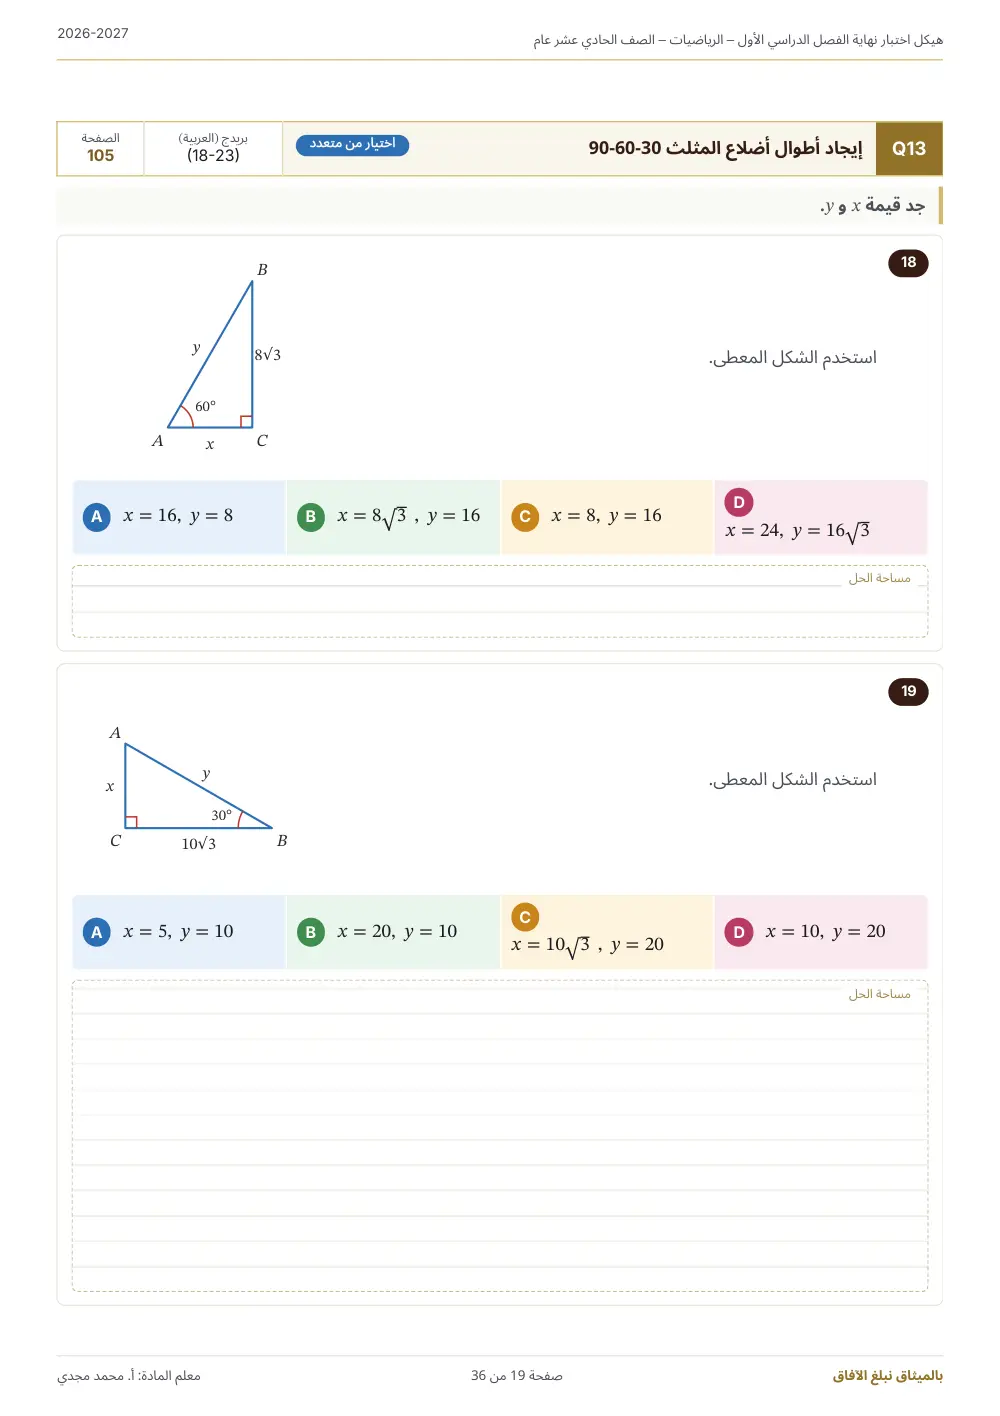 هيكل اختبار نهاية الفصل الدراسي الأول – الرياضيات – الصف الحادي عشر عام
2026-2027
Q13
إيجاد أطوال أضلاع المثلث 30-60-90
اختيار من متعدد
بريدج (العربية)
(18-23)
الصفحة
105
جد قيمة x و y.
18
استخدم الشكل المعطى.
B
y
8√3
60°
A
x
C
A x = 16, y = 8
B x = 8√3 , y = 16
C x = 8, y = 16
D x = 24, y = 16√3
مساحة الحل
19
استخدم الشكل المعطى.
A
y
x
30°
C
10√3
B
A x = 5, y = 10
B x = 20, y = 10
C x = 10√3 , y = 20
D x = 10, y = 20
مساحة الحل
بالميثاق نبلغ الآفاق
صفحة 19 من 36
معلم المادة: أ. محمد مجدي